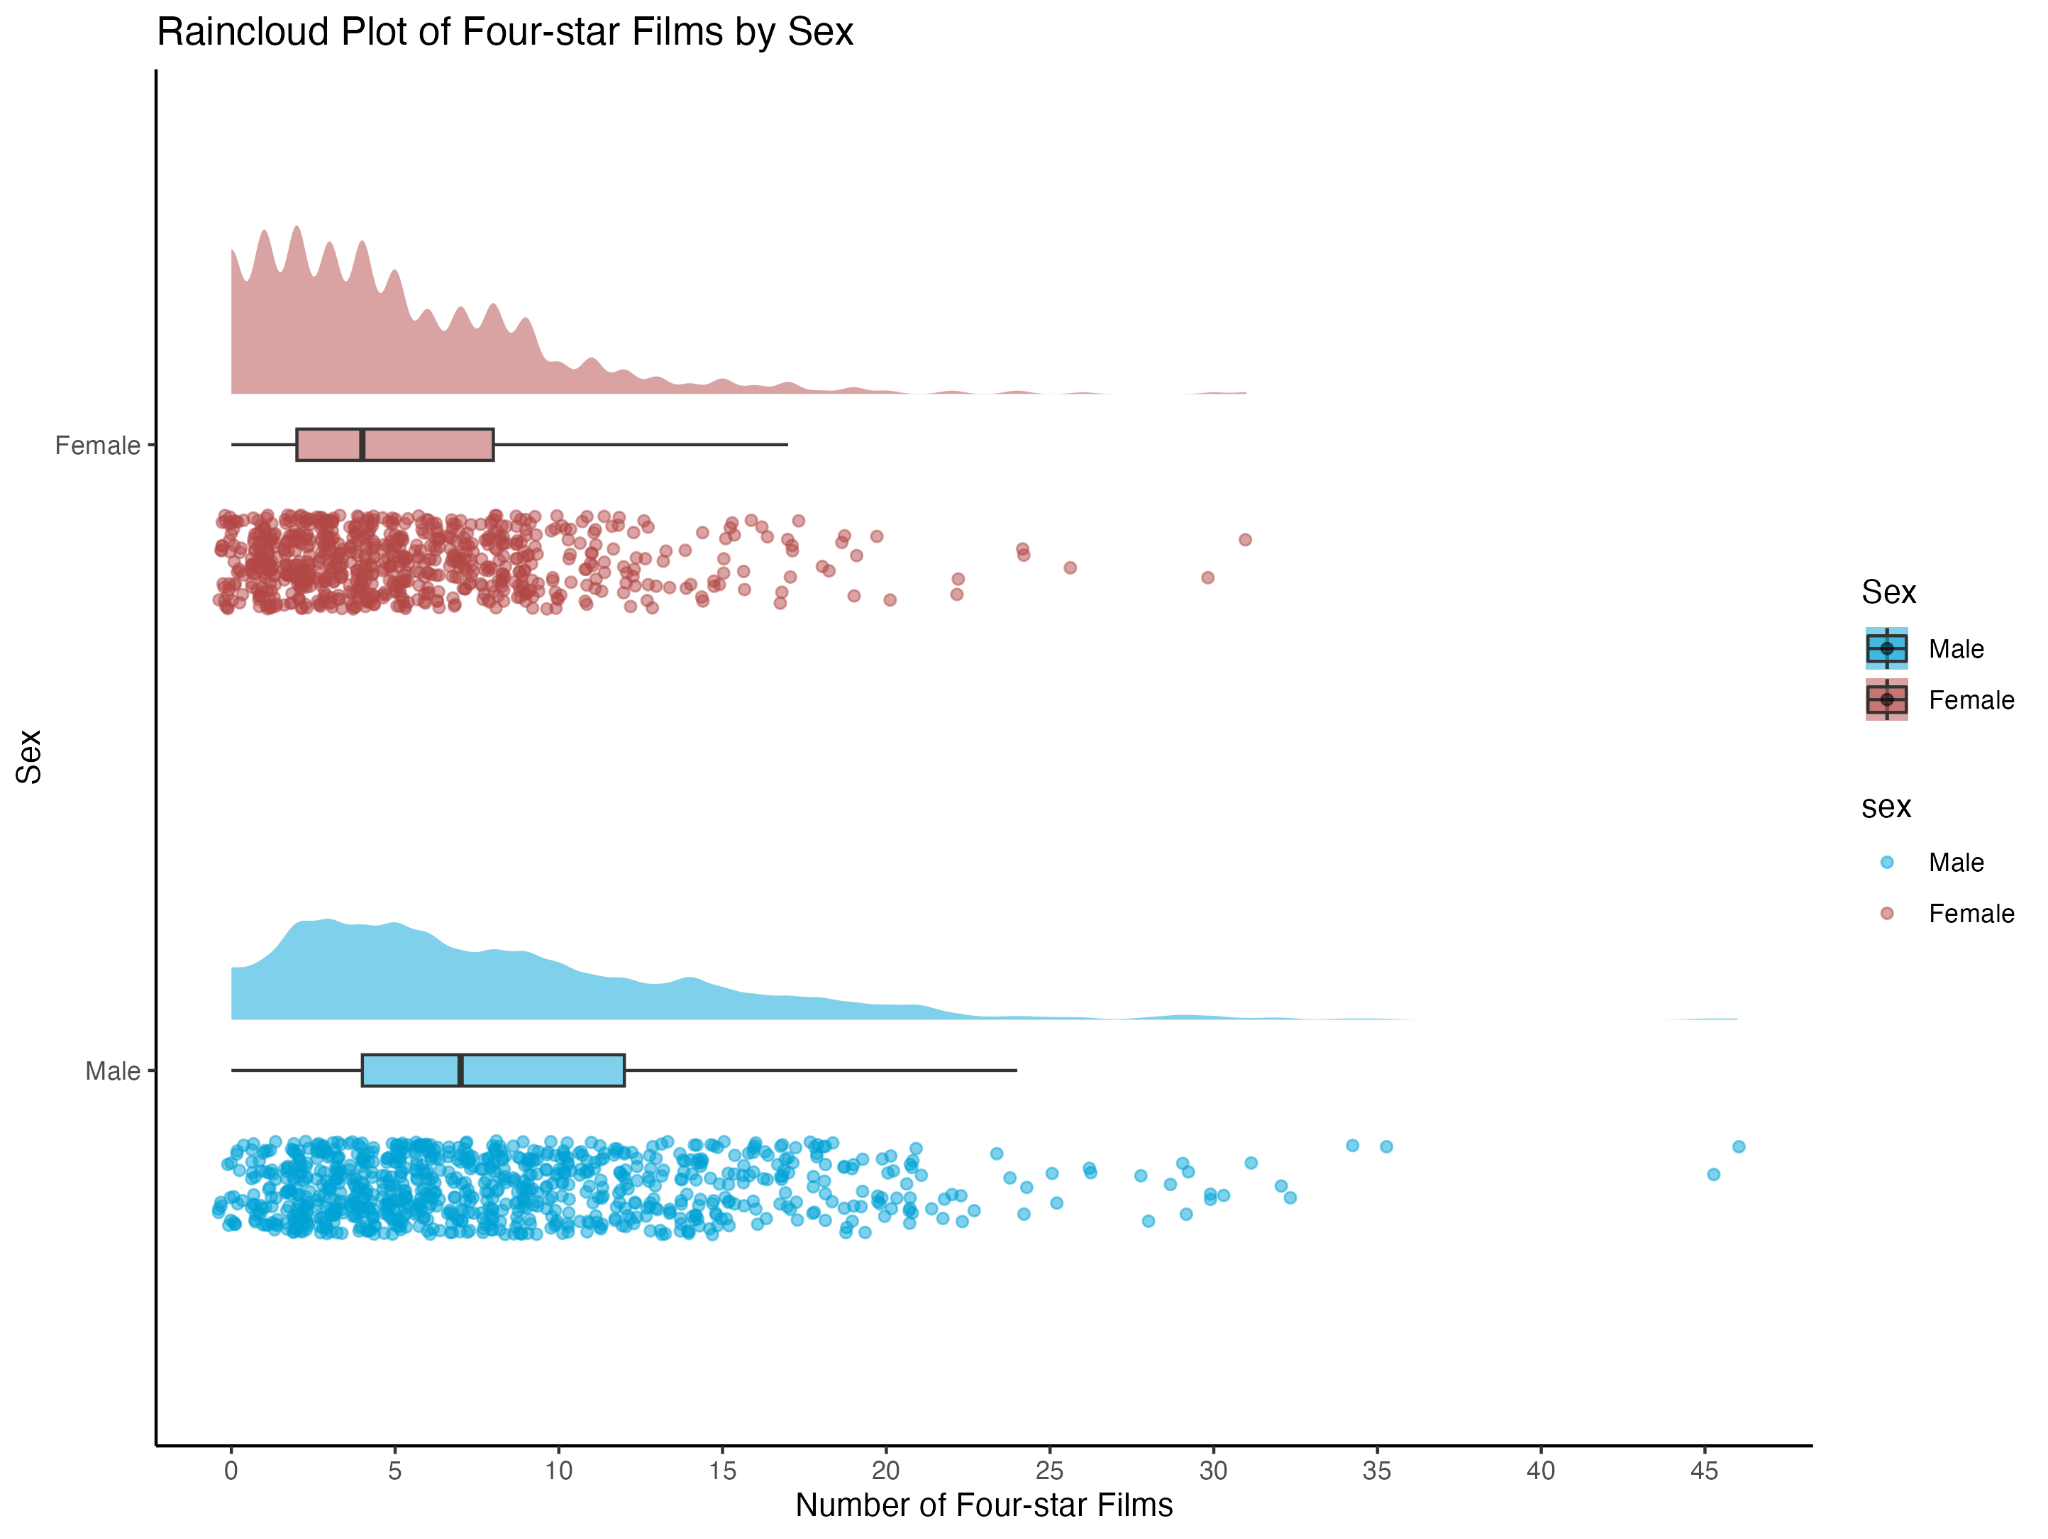 Raincloud Plot of Four-star Films by Sex
Sex
Female
Male
0 5 10 15 20 25 30 35 40 45
Number of Four-star Films
Sex
Male
Female
sex
Male
Female